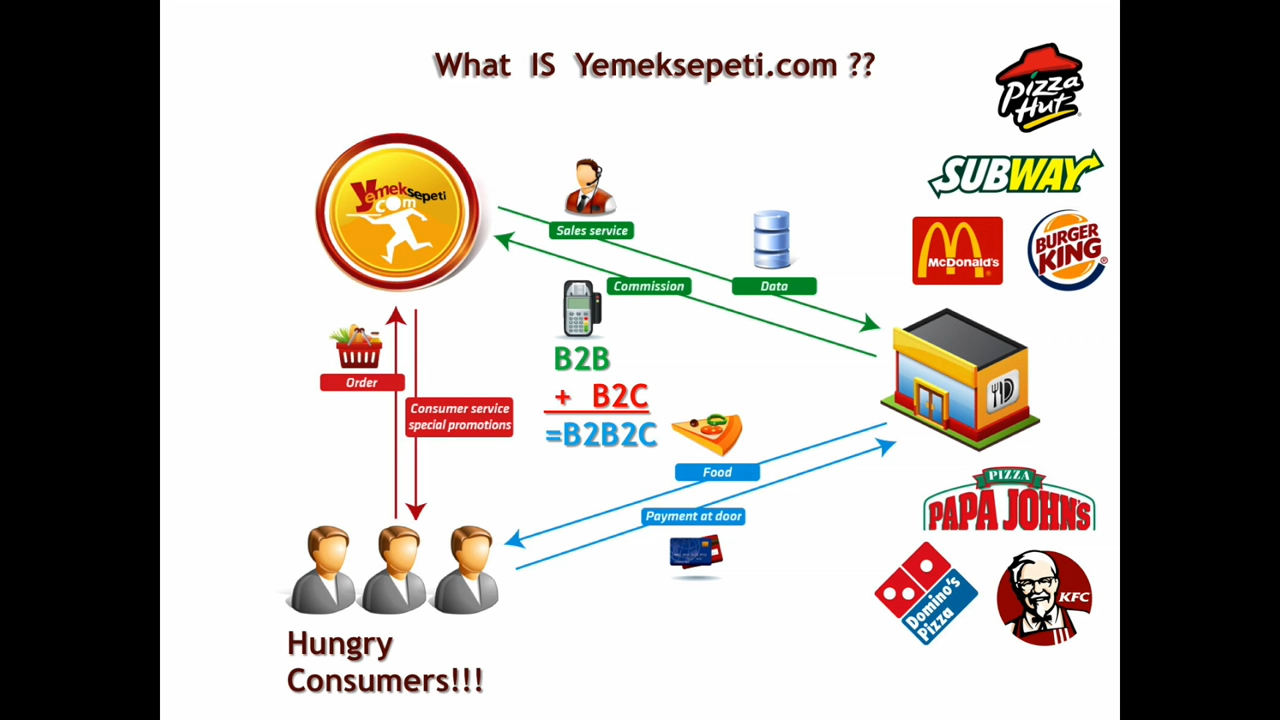 What IS Yemeksepeti.com ??
Pizza
Hut
SUBWAY
McDonald's
BURGER
KING
Yemeksepeti
com
Sales service
Commission
Data
B2B
+ B2C
=B2B2C
Order
Consumer service
special promotions
Food
Payment at door
PIZZA
PAPA JOHN'S
Domino's
Pizza
KFC
Hungry
Consumers!!!